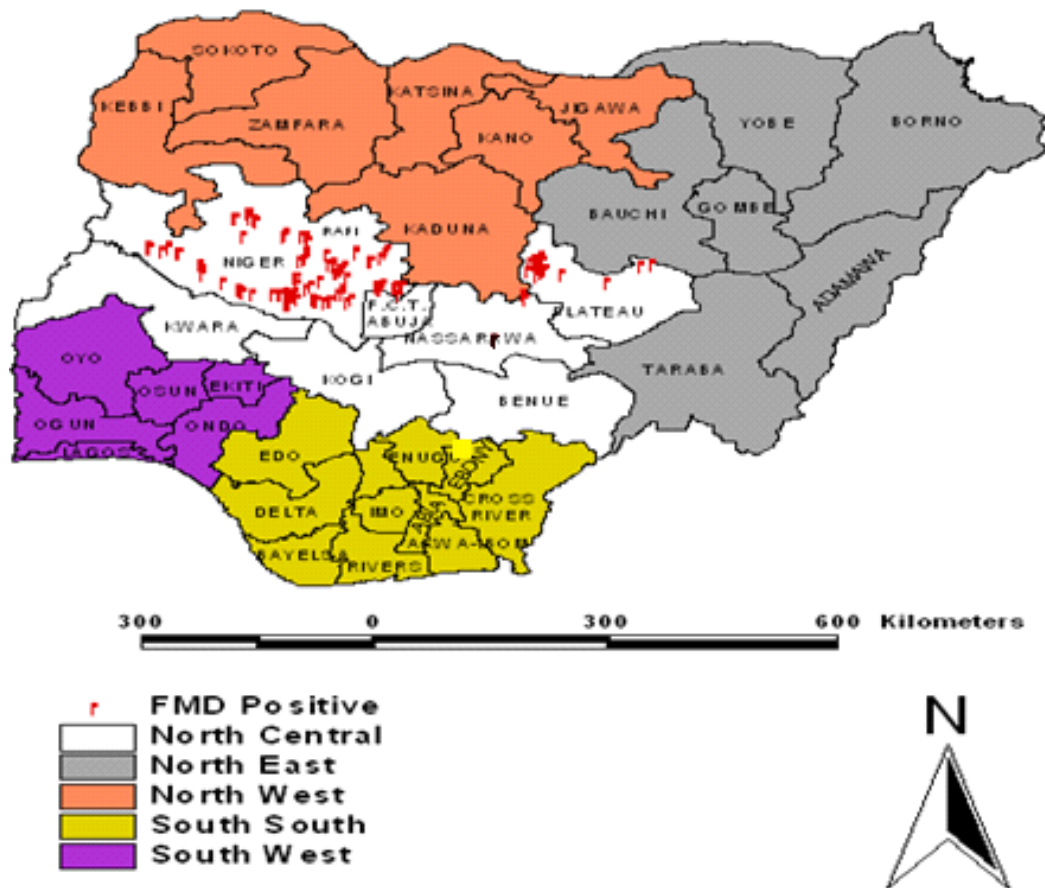 SOKOTO
KEBBI
ZAMFARA
KATSINA
KANO
JIGAWA
YOBE
BORNO
BAUCHI
GOMBE
KADUNA
RAFI
NIGER
ADAMAWA
F.C.T.
ABUJA
PLATEAU
NASSARAWA
KWARA
TARABA
OYO
KOGI
BENUE
OSUN
EKITI
OGUN
ONDO
LAGOS
EDO
ENUGU
EBONYI
DELTA
IMO
ABIA
CROSS
RIVER
AKWA-IBOM
BAYELSA
RIVERS
300 0 300 600 Kilometers
FMD Positive
North Central
North East
North West
South South
South West
N